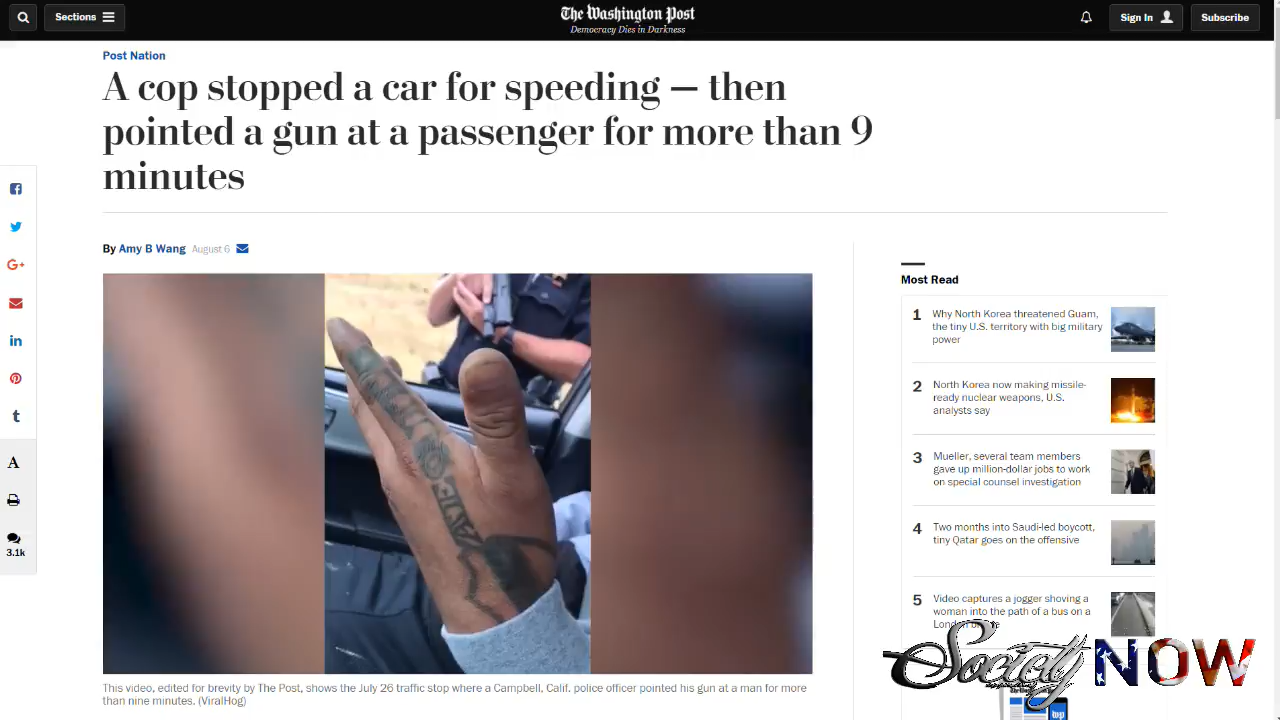 Sections
The Washington Post
Democracy Dies in Darkness
Sign In
Subscribe
Post Nation
A cop stopped a car for speeding — then
pointed a gun at a passenger for more than 9
minutes
By Amy B Wang August 6
3.1k
This video, edited for brevity by The Post, shows the July 26 traffic stop where a Campbell, Calif. police officer pointed his gun at a man for more
than nine minutes. (ViralHog)
Most Read
1 Why North Korea threatened Guam,
the tiny U.S. territory with big military
power
2 North Korea now making missile-
ready nuclear weapons, U.S.
analysts say
3 Mueller, several team members
gave up million-dollar jobs to work
on special counsel investigation
4 Two months into Saudi-led boycott,
tiny Qatar goes on the offensive
5 Video captures a jogger shoving a
woman into the path of a bus on a
Society NOW